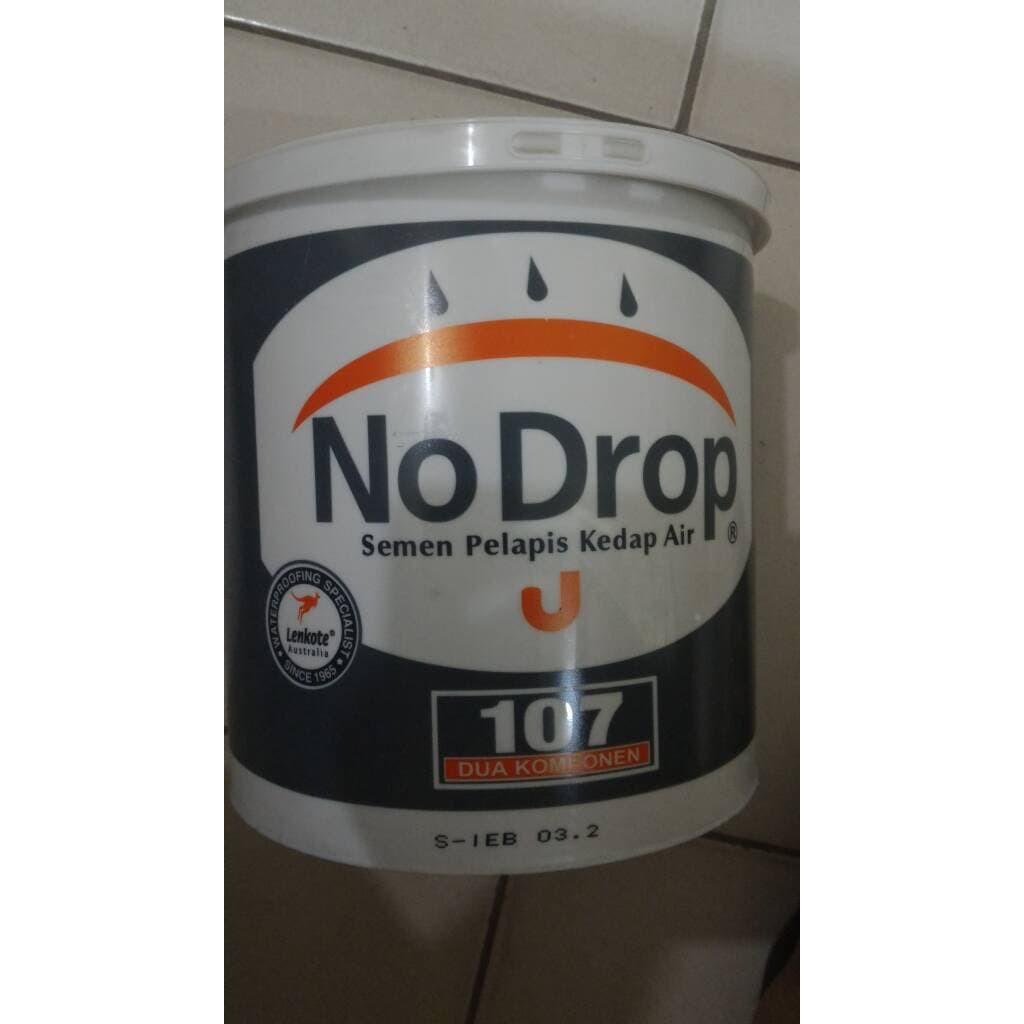 No Drop®
Semen Pelapis Kedap Air
WATERPROOFING SPECIALIST
Lenkote®
Australia
SINCE 1965
107
DUA KOMPONEN
S-IEB 03.2